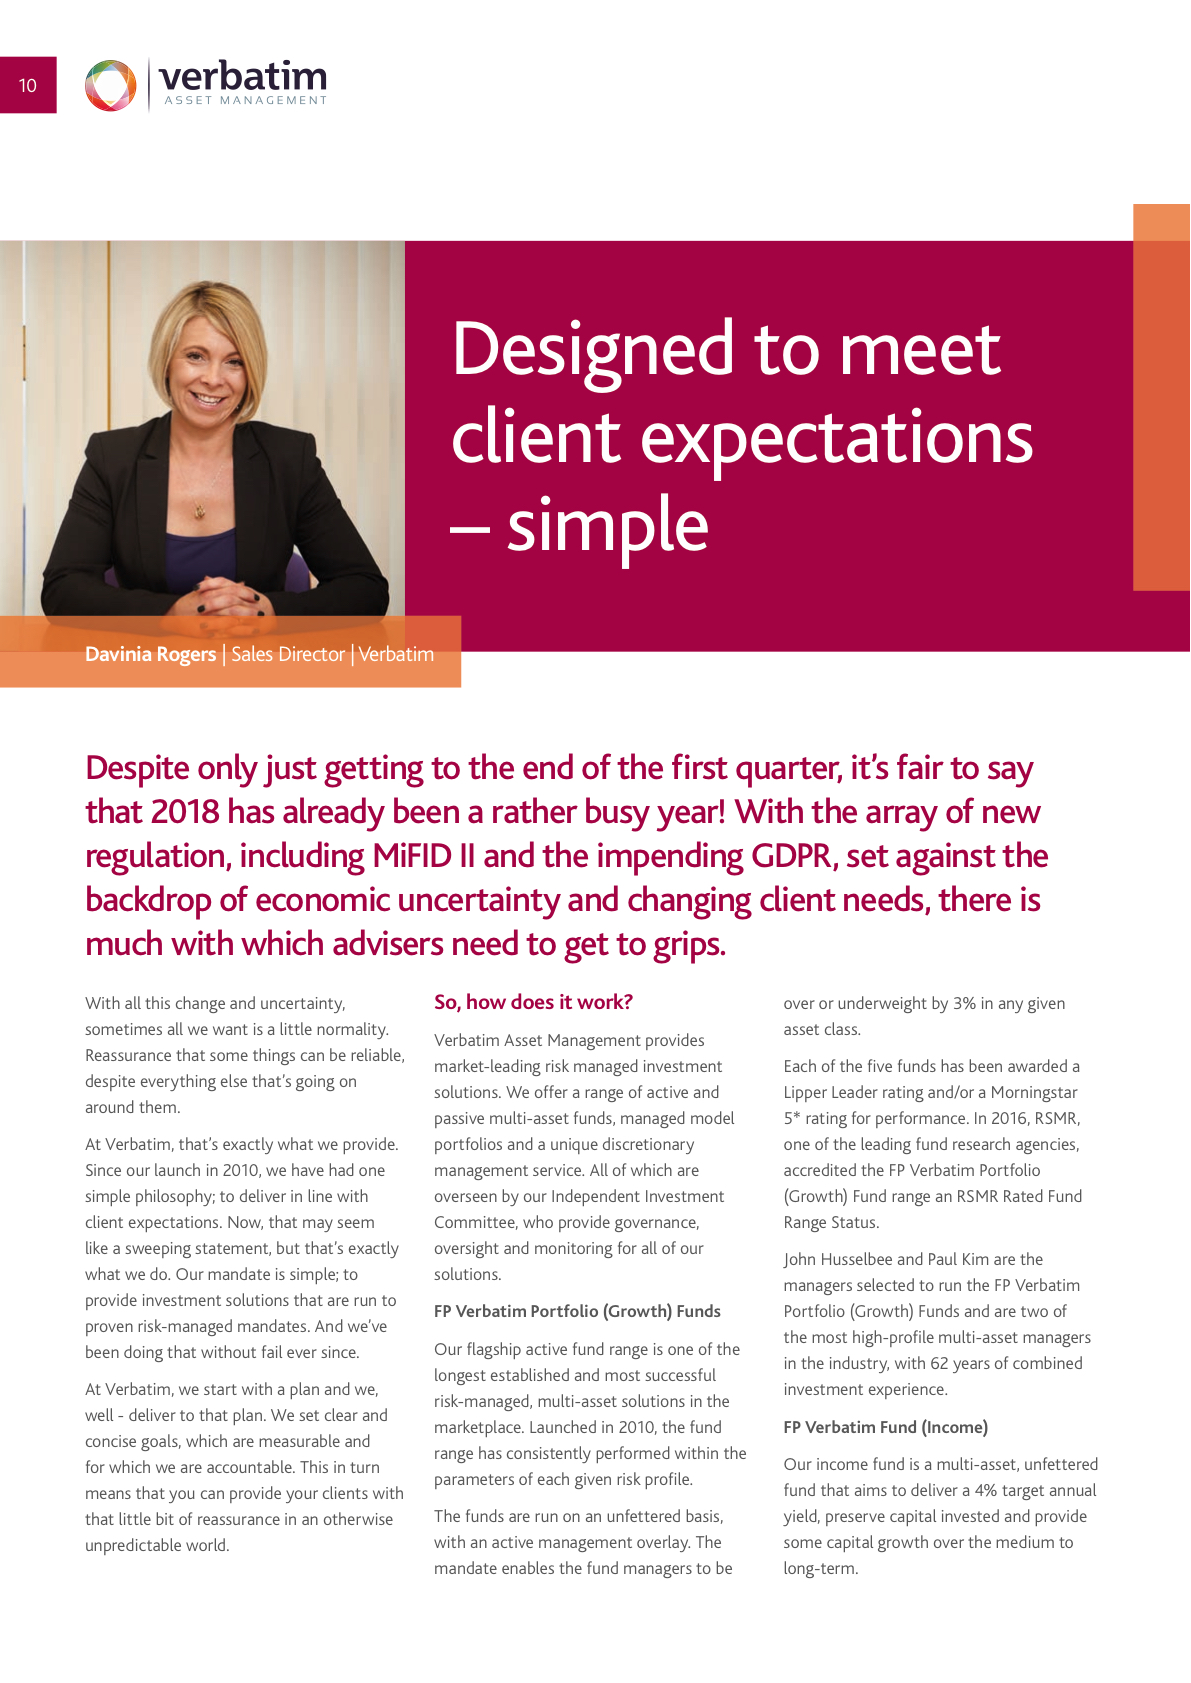 10
verbatim
ASSET MANAGEMENT
Designed to meet
client expectations
– simple
Davinia Rogers | Sales Director | Verbatim
Despite only just getting to the end of the first quarter, it’s fair to say
that 2018 has already been a rather busy year! With the array of new
regulation, including MiFID II and the impending GDPR, set against the
backdrop of economic uncertainty and changing client needs, there is
much with which advisers need to get to grips.
With all this change and uncertainty,
sometimes all we want is a little normality.
Reassurance that some things can be reliable,
despite everything else that’s going on
around them.
At Verbatim, that’s exactly what we provide.
Since our launch in 2010, we have had one
simple philosophy; to deliver in line with
client expectations. Now, that may seem
like a sweeping statement, but that’s exactly
what we do. Our mandate is simple; to
provide investment solutions that are run to
proven risk-managed mandates. And we’ve
been doing that without fail ever since.
At Verbatim, we start with a plan and we,
well - deliver to that plan. We set clear and
concise goals, which are measurable and
for which we are accountable. This in turn
means that you can provide your clients with
that little bit of reassurance in an otherwise
unpredictable world.
So, how does it work?
Verbatim Asset Management provides
market-leading risk managed investment
solutions. We offer a range of active and
passive multi-asset funds, managed model
portfolios and a unique discretionary
management service. All of which are
overseen by our Independent Investment
Committee, who provide governance,
oversight and monitoring for all of our
solutions.
FP Verbatim Portfolio (Growth) Funds
Our flagship active fund range is one of the
longest established and most successful
risk-managed, multi-asset solutions in the
marketplace. Launched in 2010, the fund
range has consistently performed within the
parameters of each given risk profile.
The funds are run on an unfettered basis,
with an active management overlay. The
mandate enables the fund managers to be
over or underweight by 3% in any given
asset class.
Each of the five funds has been awarded a
Lipper Leader rating and/or a Morningstar
5* rating for performance. In 2016, RSMR,
one of the leading fund research agencies,
accredited the FP Verbatim Portfolio
(Growth) Fund range an RSMR Rated Fund
Range Status.
John Husselbee and Paul Kim are the
managers selected to run the FP Verbatim
Portfolio (Growth) Funds and are two of
the most high-profile multi-asset managers
in the industry, with 62 years of combined
investment experience.
FP Verbatim Fund (Income)
Our income fund is a multi-asset, unfettered
fund that aims to deliver a 4% target annual
yield, preserve capital invested and provide
some capital growth over the medium to
long-term.